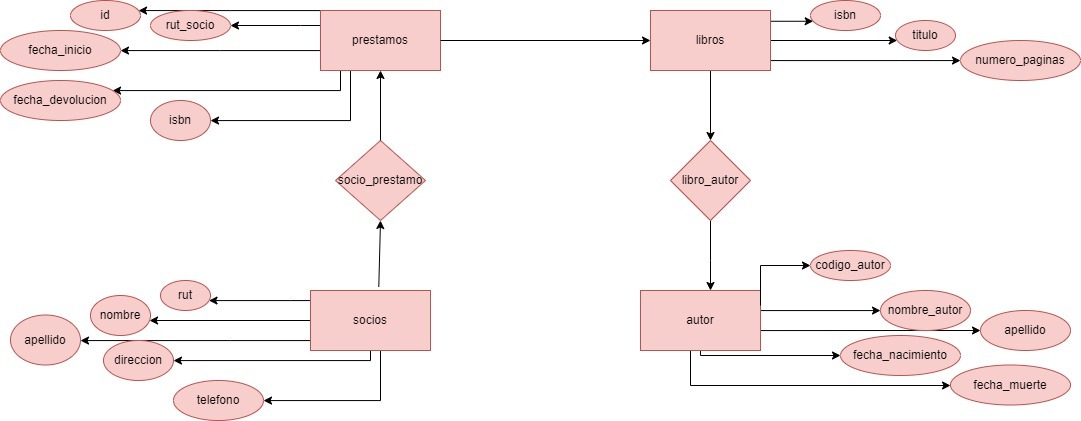 id
rut_socio
prestamos
libros
isbn
titulo
fecha_inicio
numero_paginas
fecha_devolucion
isbn
socio_prestamo
libro_autor
codigo_autor
rut
nombre
socios
autor
nombre_autor
apellido
apellido
direccion
fecha_nacimiento
telefono
fecha_muerte